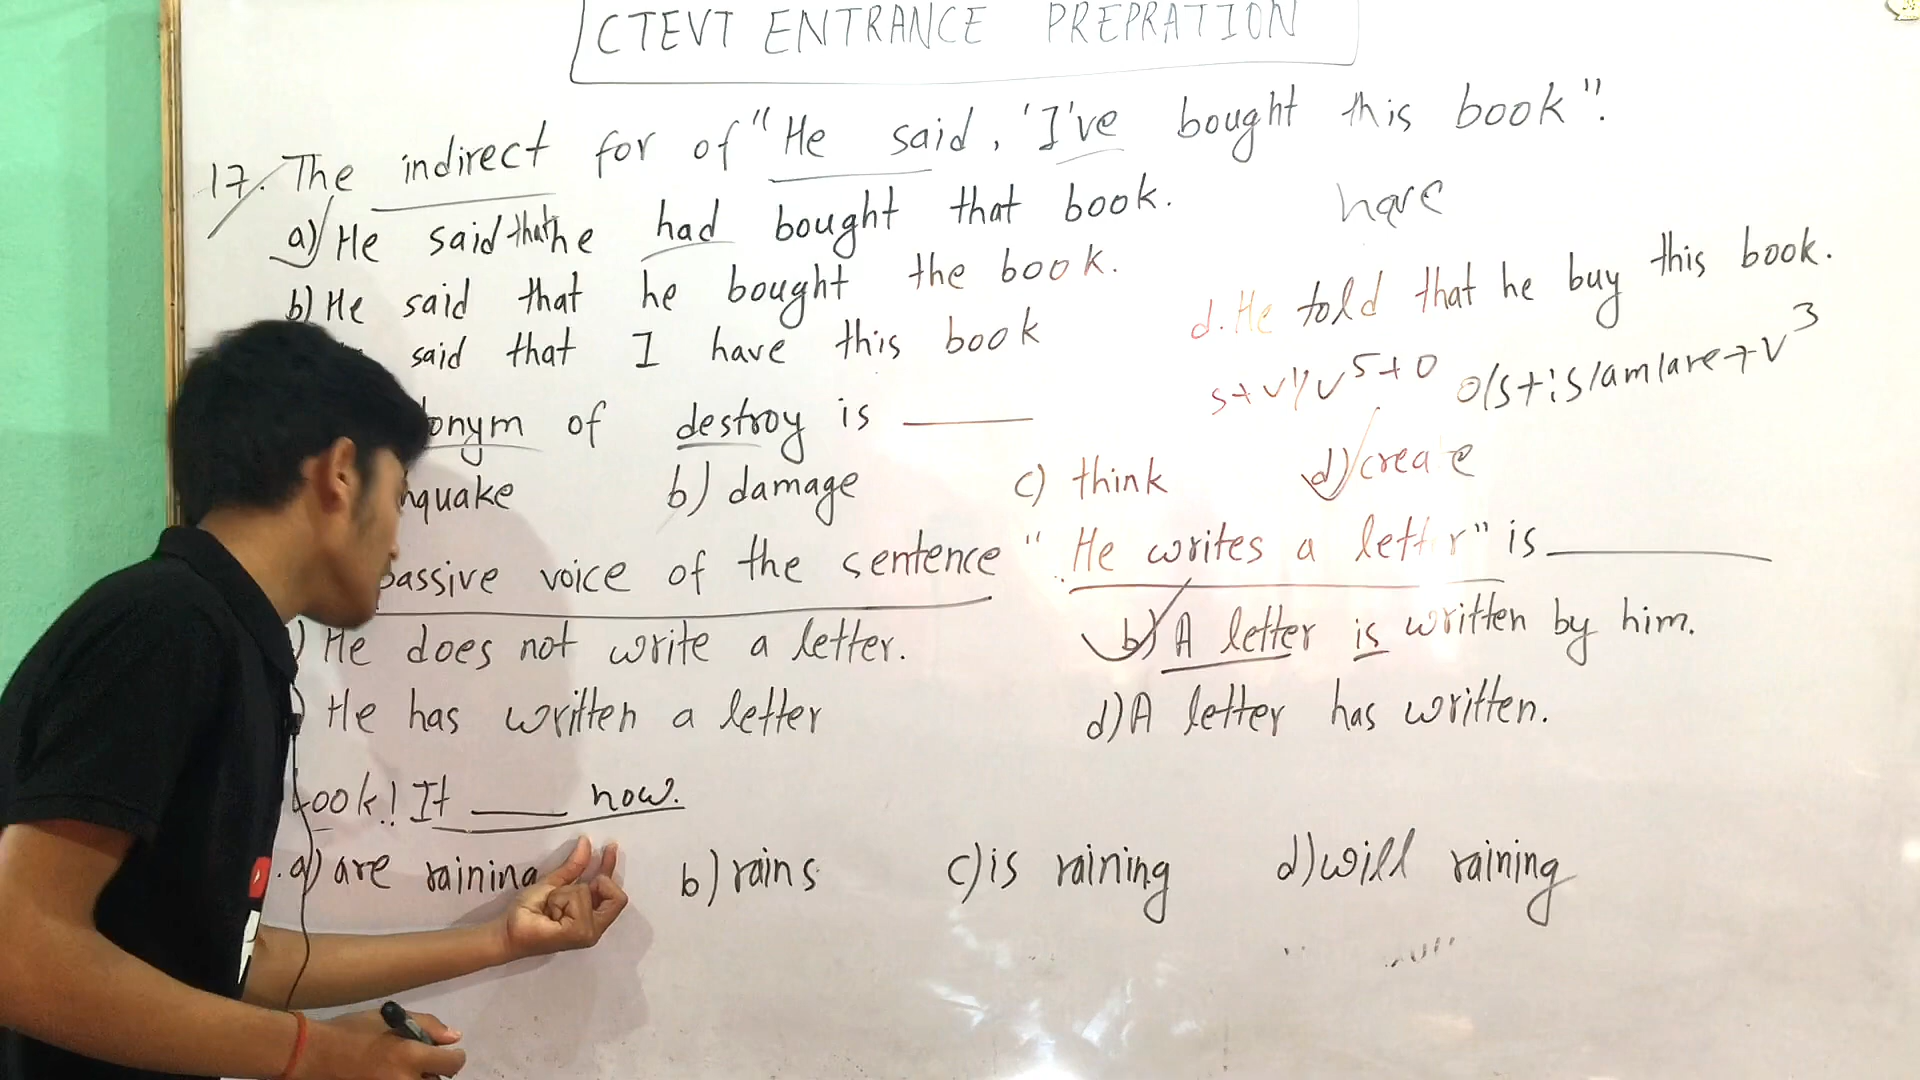 CTEVT ENTRANCE PREPRATION
17. The indirect for of "He said, 'I've bought this book".
a) He said that he had bought that book.
have
b) He said that he bought the book.
said that I have this book
d. He told that he buy this book.
s+v1/v5+o o/s+is/am/are+v3
onym of destroy is ____
quake b) damage c) think d) create
passive voice of the sentence "He writes a letter" is ____
) He does not write a letter. b) A letter is written by him.
) He has written a letter d) A letter has written.
Look! It ____ now.
a) are raining b) rains c) is raining d) will raining